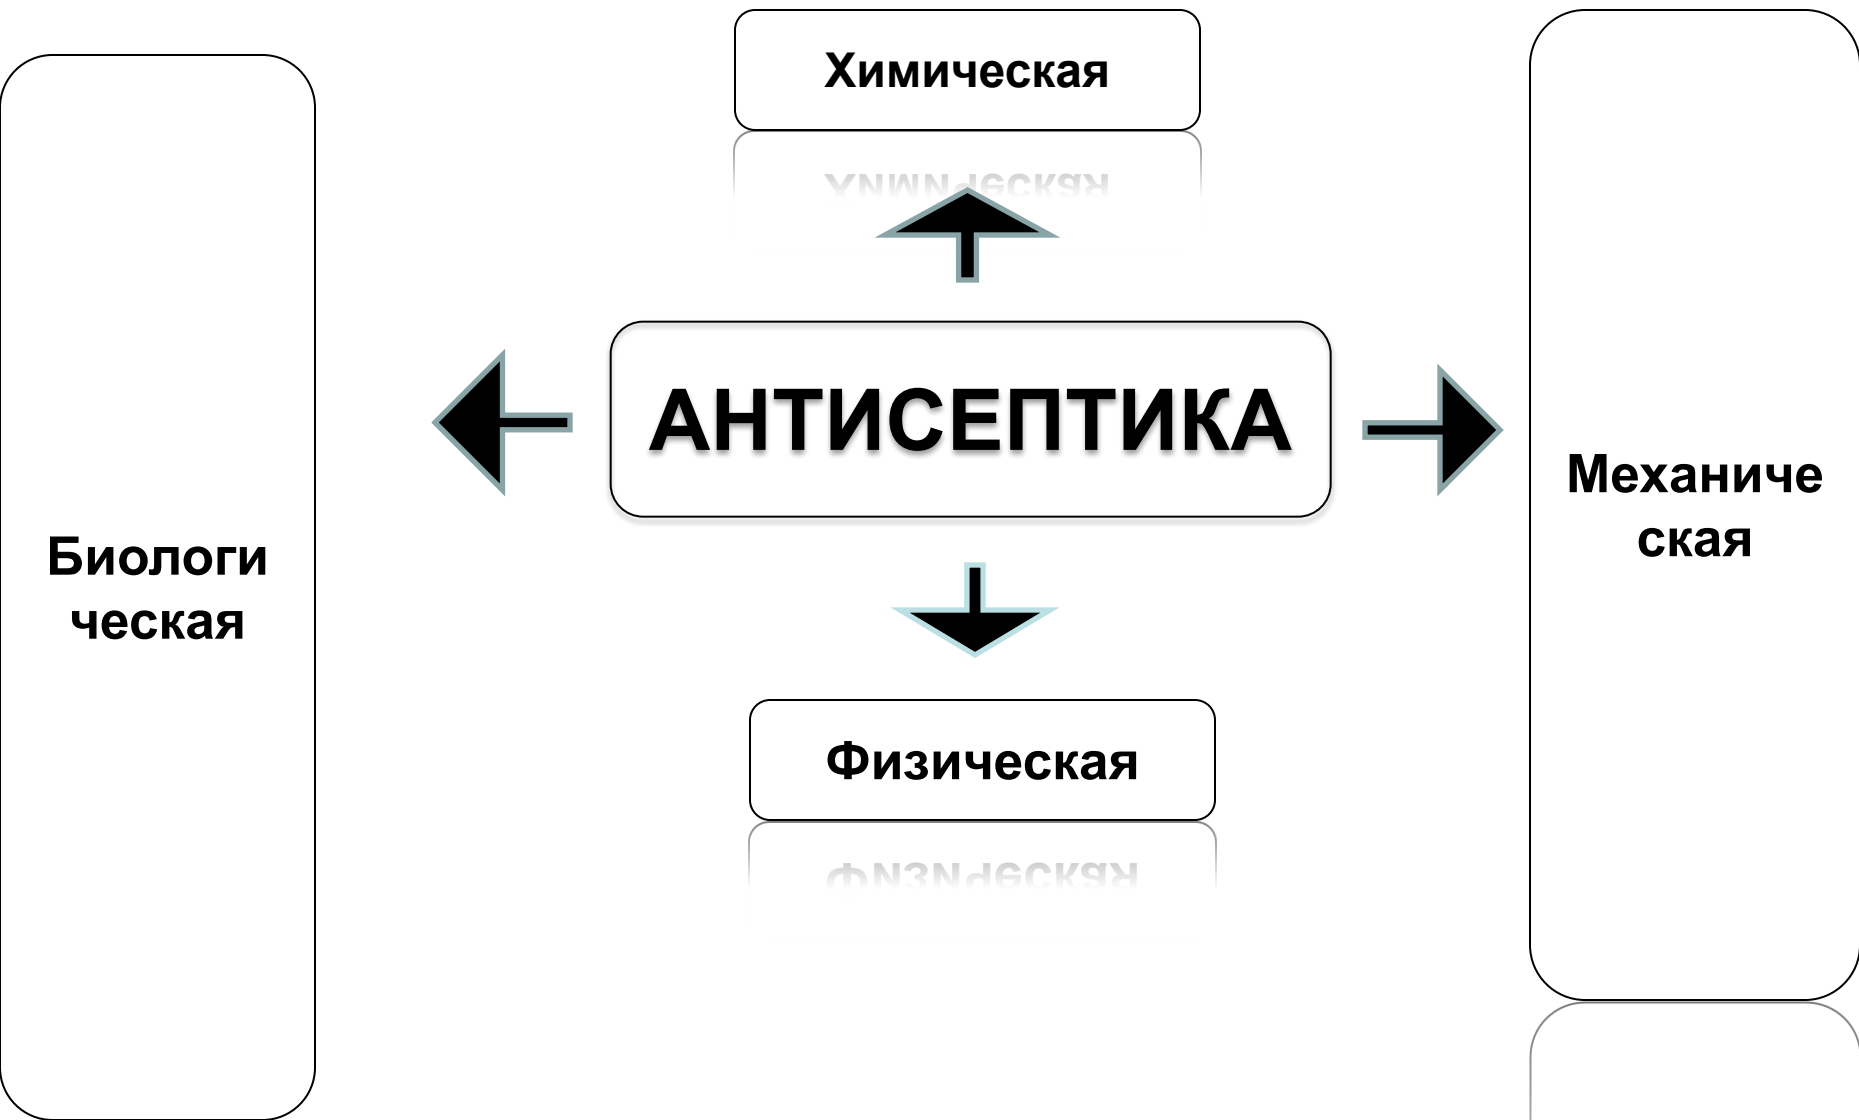 Химическая
АНТИСЕПТИКА
Биологи
ческая
Механиче
ская
Физическая